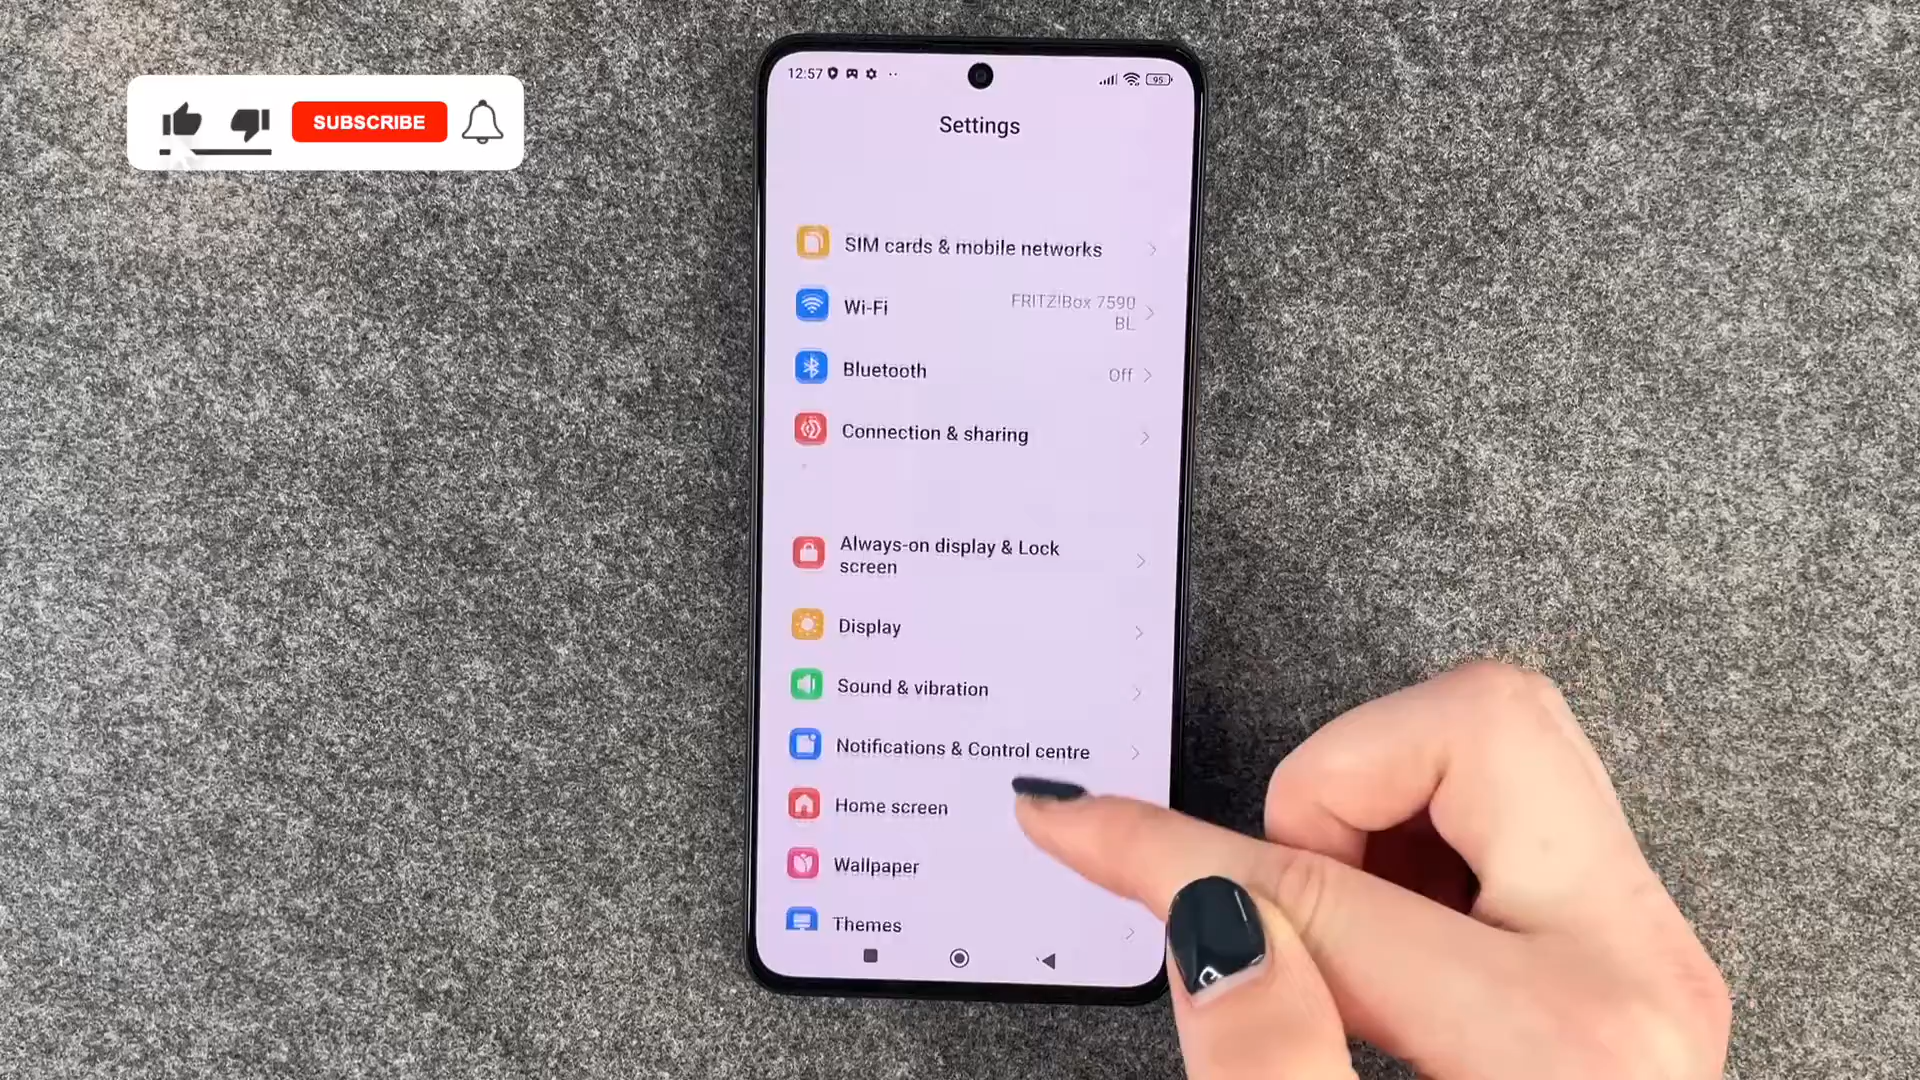 SUBSCRIBE
12:57
95
Settings
SIM cards & mobile networks
Wi-Fi
FRITZ!Box 7590
BL
Bluetooth
Off
Connection & sharing
Always-on display & Lock
screen
Display
Sound & vibration
Notifications & Control centre
Home screen
Wallpaper
Themes